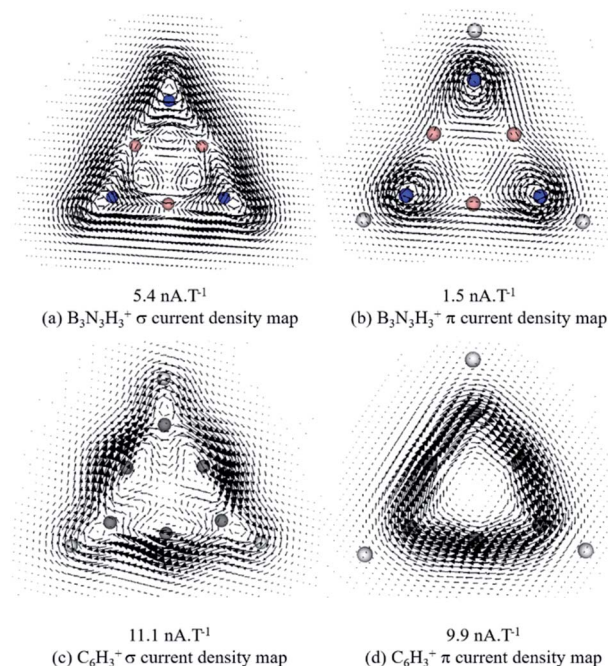 5.4 nA.T⁻¹
1.5 nA.T⁻¹
(a) B₃N₃H₃⁺ σ current density map
(b) B₃N₃H₃⁺ π current density map
11.1 nA.T⁻¹
9.9 nA.T⁻¹
(c) C₆H₃⁺ σ current density map
(d) C₆H₃⁺ π current density map